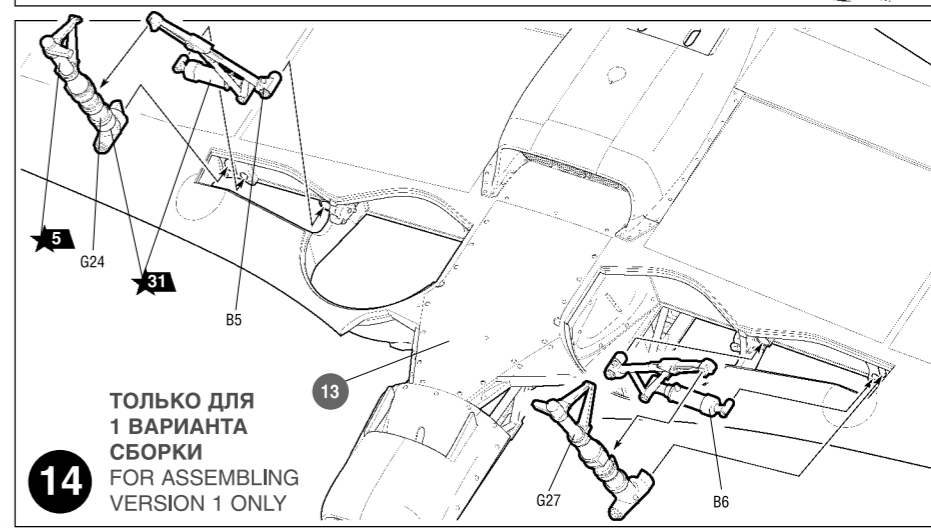 5
G24
31
B5
13
ТОЛЬКО ДЛЯ
1 ВАРИАНТА
СБОРКИ
FOR ASSEMBLING
VERSION 1 ONLY
14
G27
B6